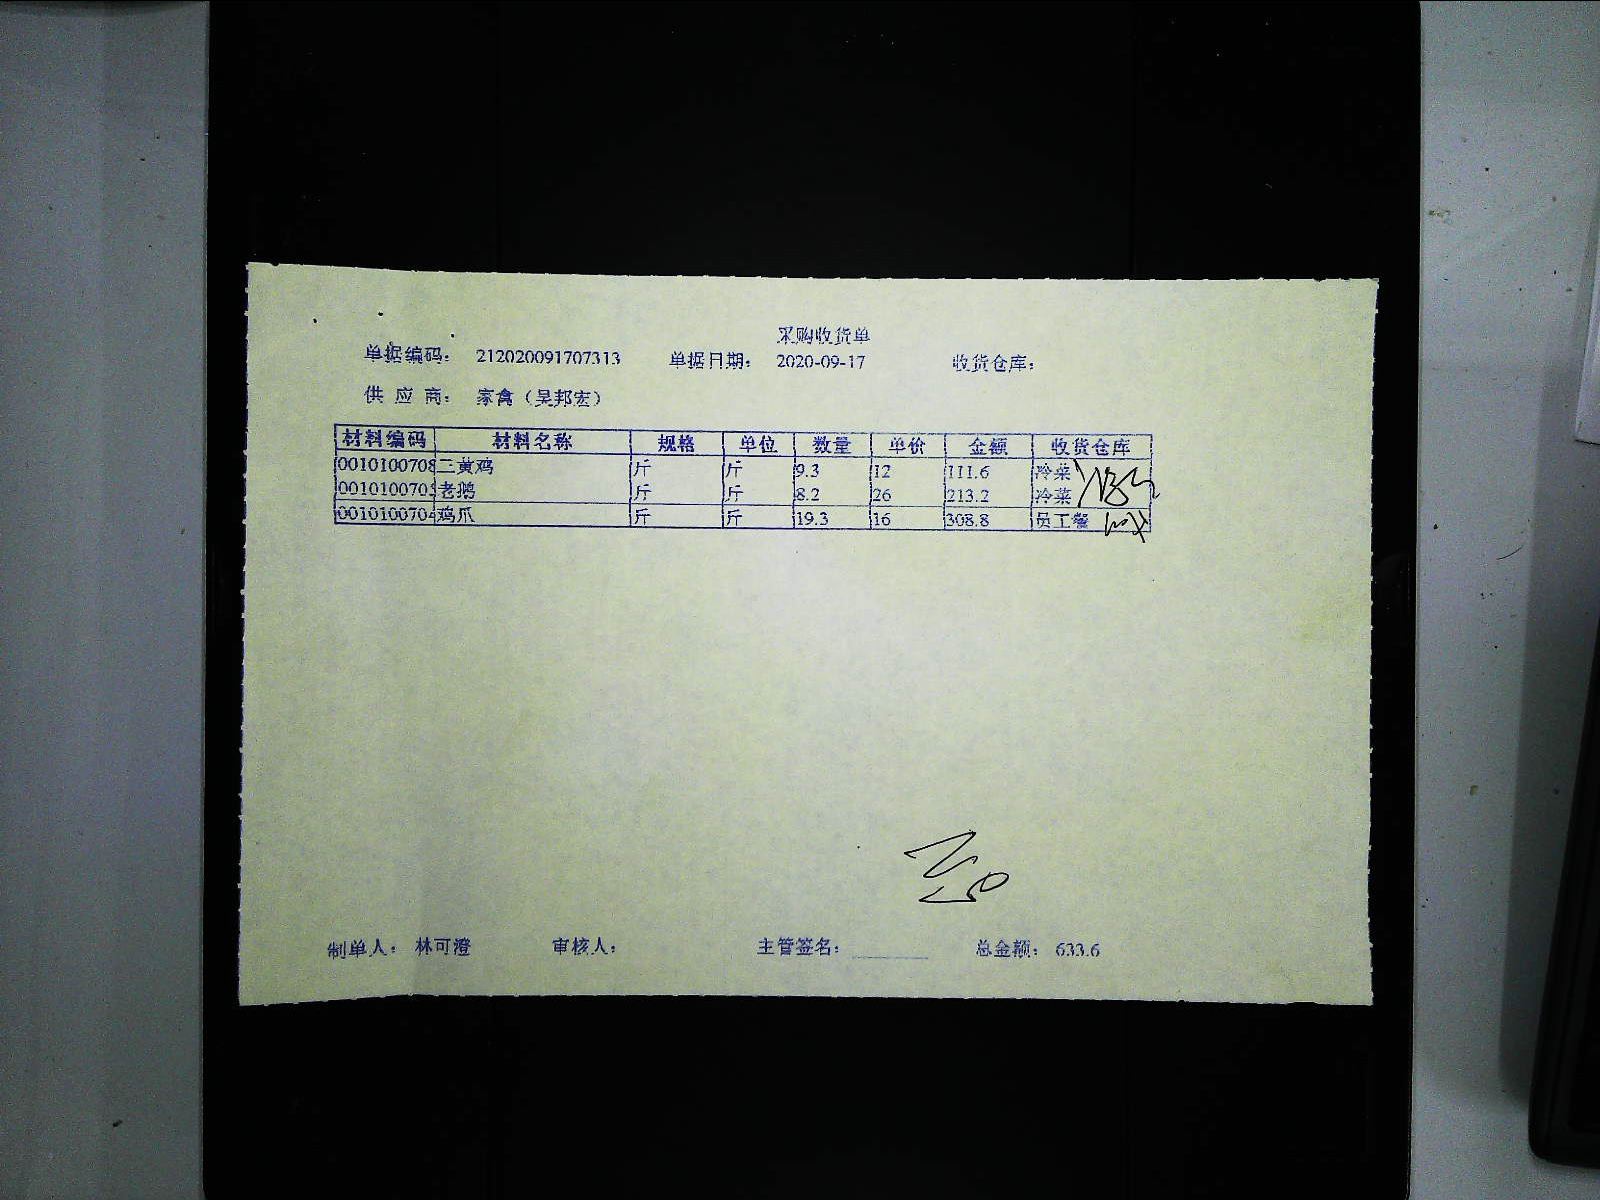 采购收货单
单据编码： 212020091707313 单据日期： 2020-09-17 收货仓库：
供 应 商： 家禽（吴邦宏）
材料编码 材料名称 规格 单位 数量 单价 金额 收货仓库
0010100708 三黄鸡 斤 斤 9.3 12 111.6 冷菜
001010070 老鹅 斤 斤 8.2 26 213.2 冷菜
0010100704 鸡爪 斤 斤 19.3 16 308.8 员工餐
制单人： 林可澄 审核人： 主管签名： 总金额： 633.6